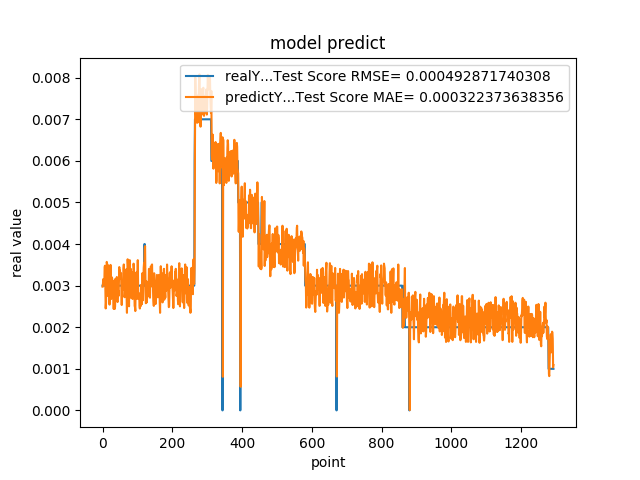 model predict
realY...Test Score RMSE= 0.000492871740308
predictY...Test Score MAE= 0.000322373638356
0.008
0.007
0.006
0.005
0.004
0.003
0.002
0.001
0.000
real value
0 200 400 600 800 1000 1200
point